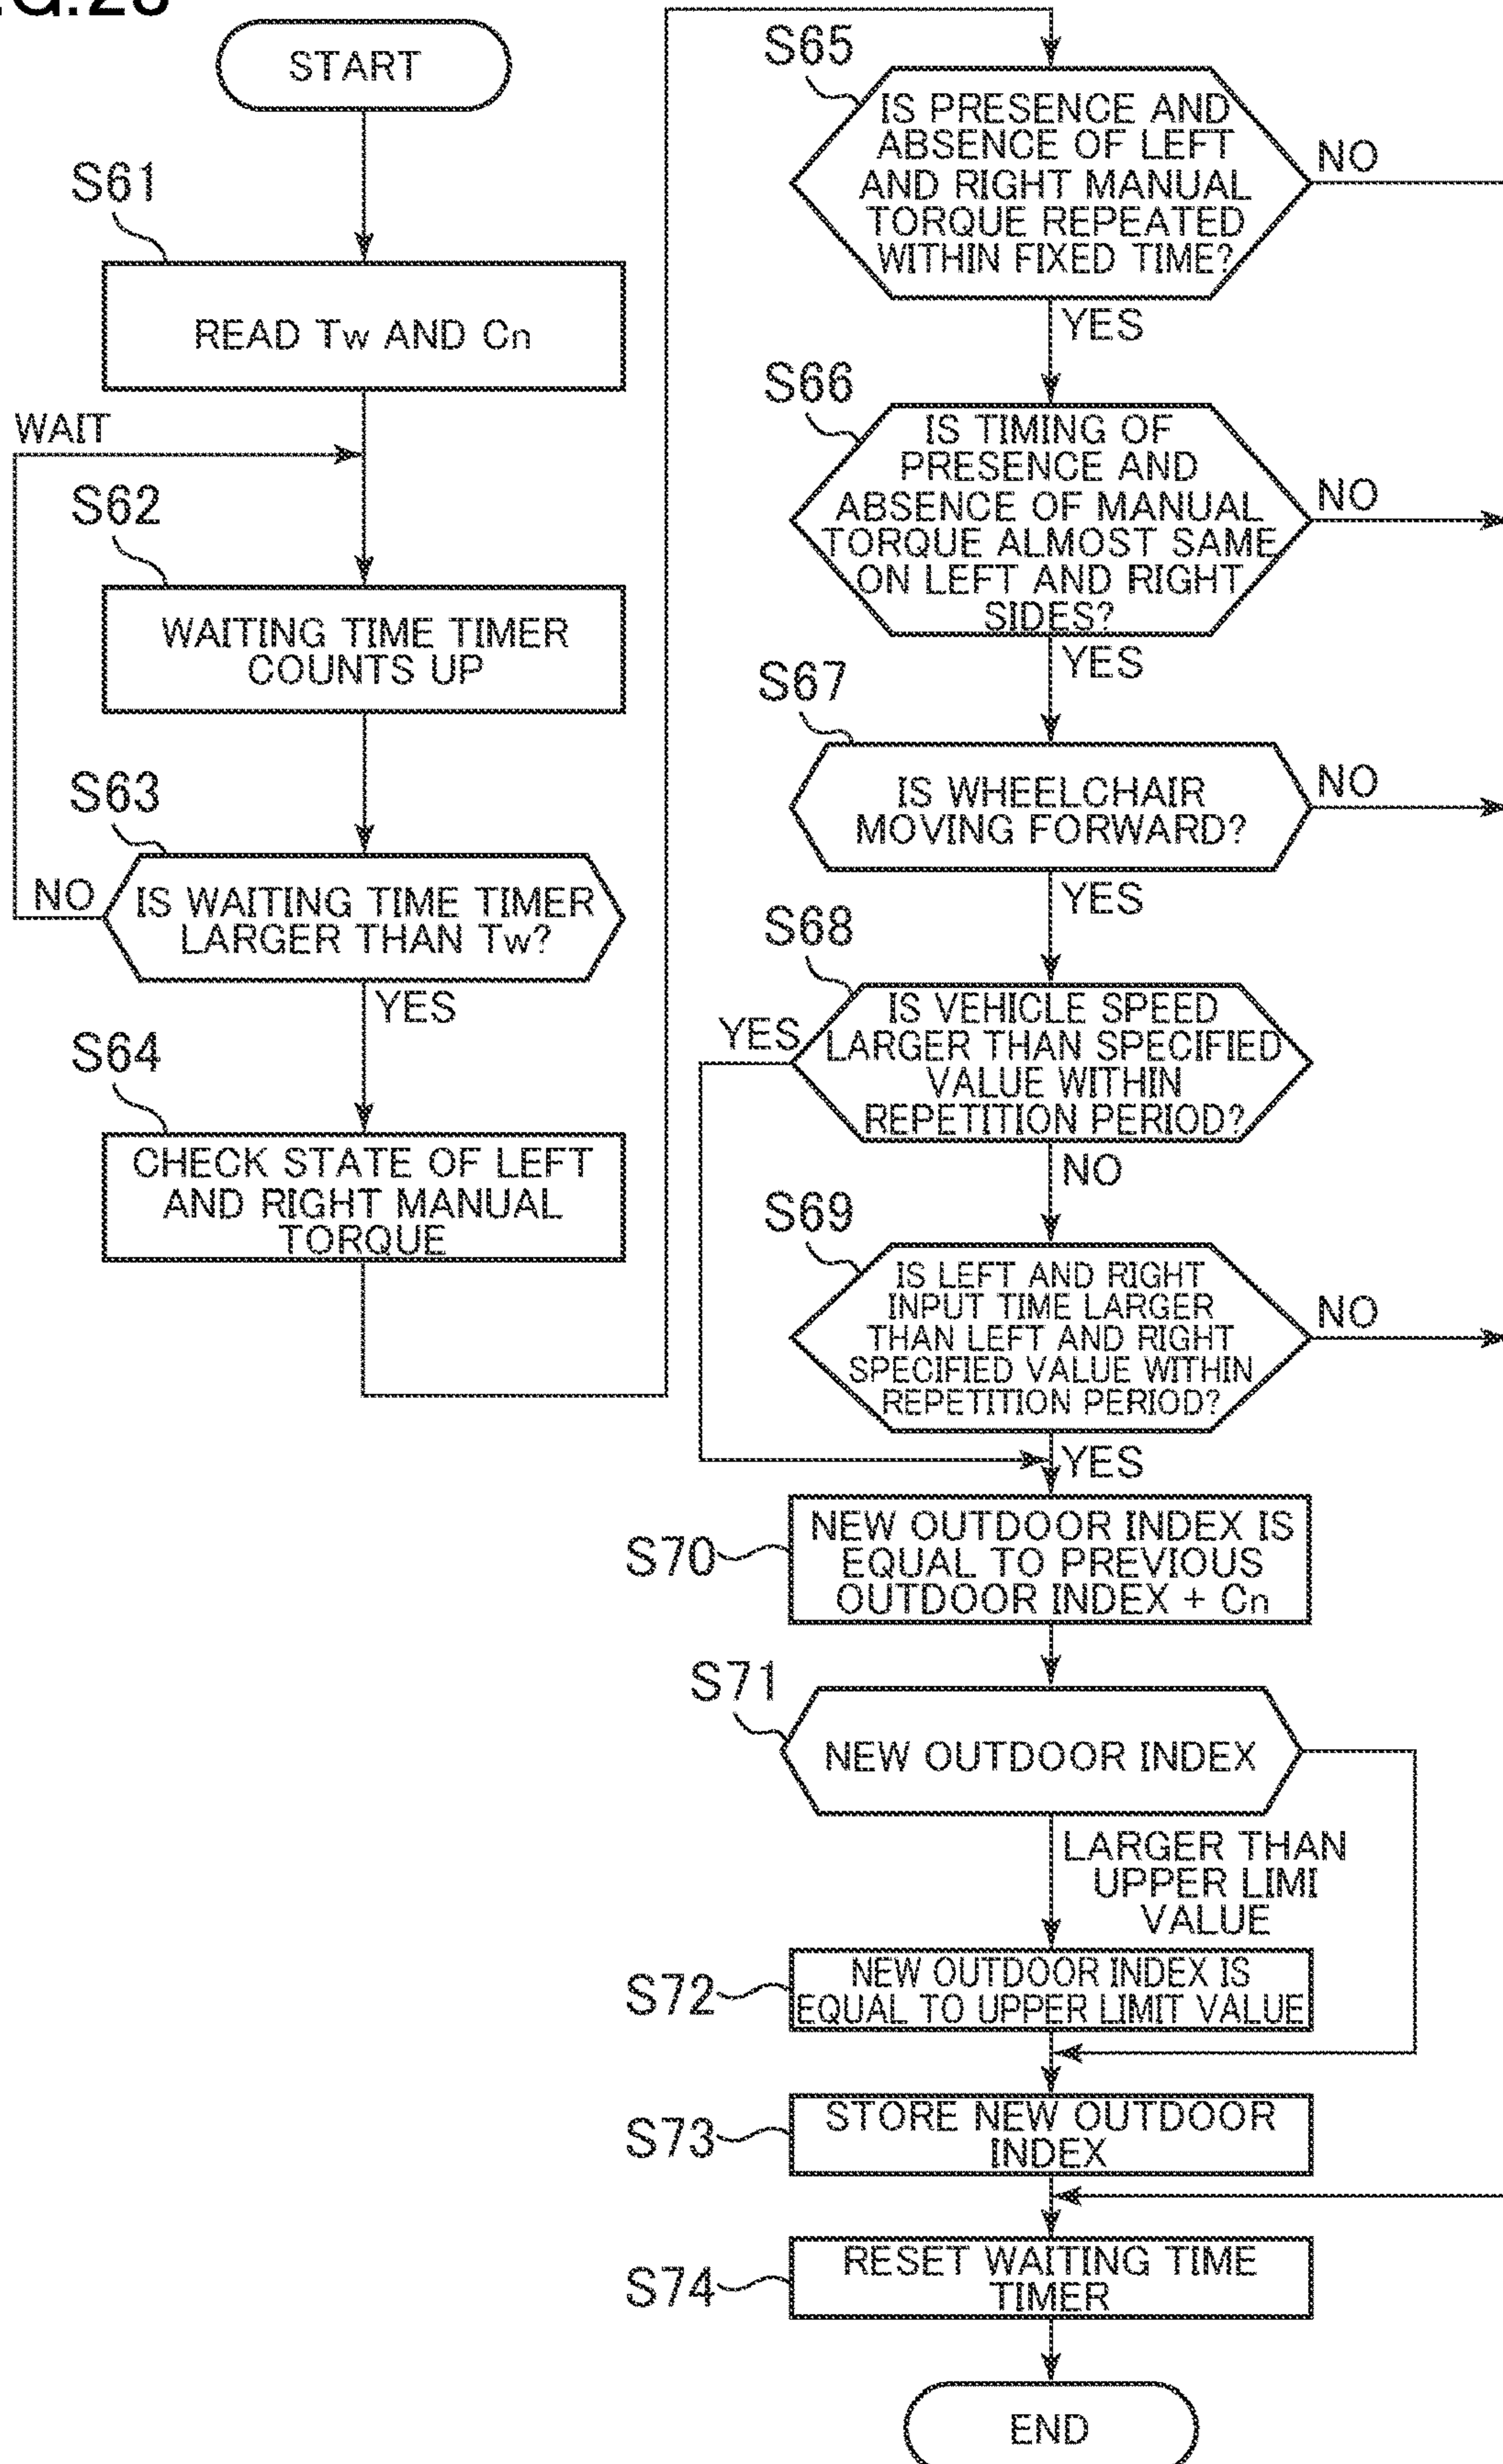 START
S61
READ Tw AND Cn
WAIT
S62
WAITING TIME TIMER
COUNTS UP
S63
NO
IS WAITING TIME TIMER
LARGER THAN Tw?
YES
S64
CHECK STATE OF LEFT
AND RIGHT MANUAL
TORQUE
S65
IS PRESENCE AND
ABSENCE OF LEFT
AND RIGHT MANUAL
TORQUE REPEATED
WITHIN FIXED TIME?
NO
YES
S66
IS TIMING OF
PRESENCE AND
ABSENCE OF MANUAL
TORQUE ALMOST SAME
ON LEFT AND RIGHT
SIDES?
NO
YES
S67
IS WHEELCHAIR
MOVING FORWARD?
NO
YES
S68
YES
IS VEHICLE SPEED
LARGER THAN SPECIFIED
VALUE WITHIN
REPETITION PERIOD?
NO
S69
IS LEFT AND RIGHT
INPUT TIME LARGER
THAN LEFT AND RIGHT
SPECIFIED VALUE WITHIN
REPETITION PERIOD?
NO
YES
S70
NEW OUTDOOR INDEX IS
EQUAL TO PREVIOUS
OUTDOOR INDEX + Cn
S71
NEW OUTDOOR INDEX
LARGER THAN
UPPER LIMI
VALUE
S72
NEW OUTDOOR INDEX IS
EQUAL TO UPPER LIMIT VALUE
S73
STORE NEW OUTDOOR
INDEX
S74
RESET WAITING TIME
TIMER
END